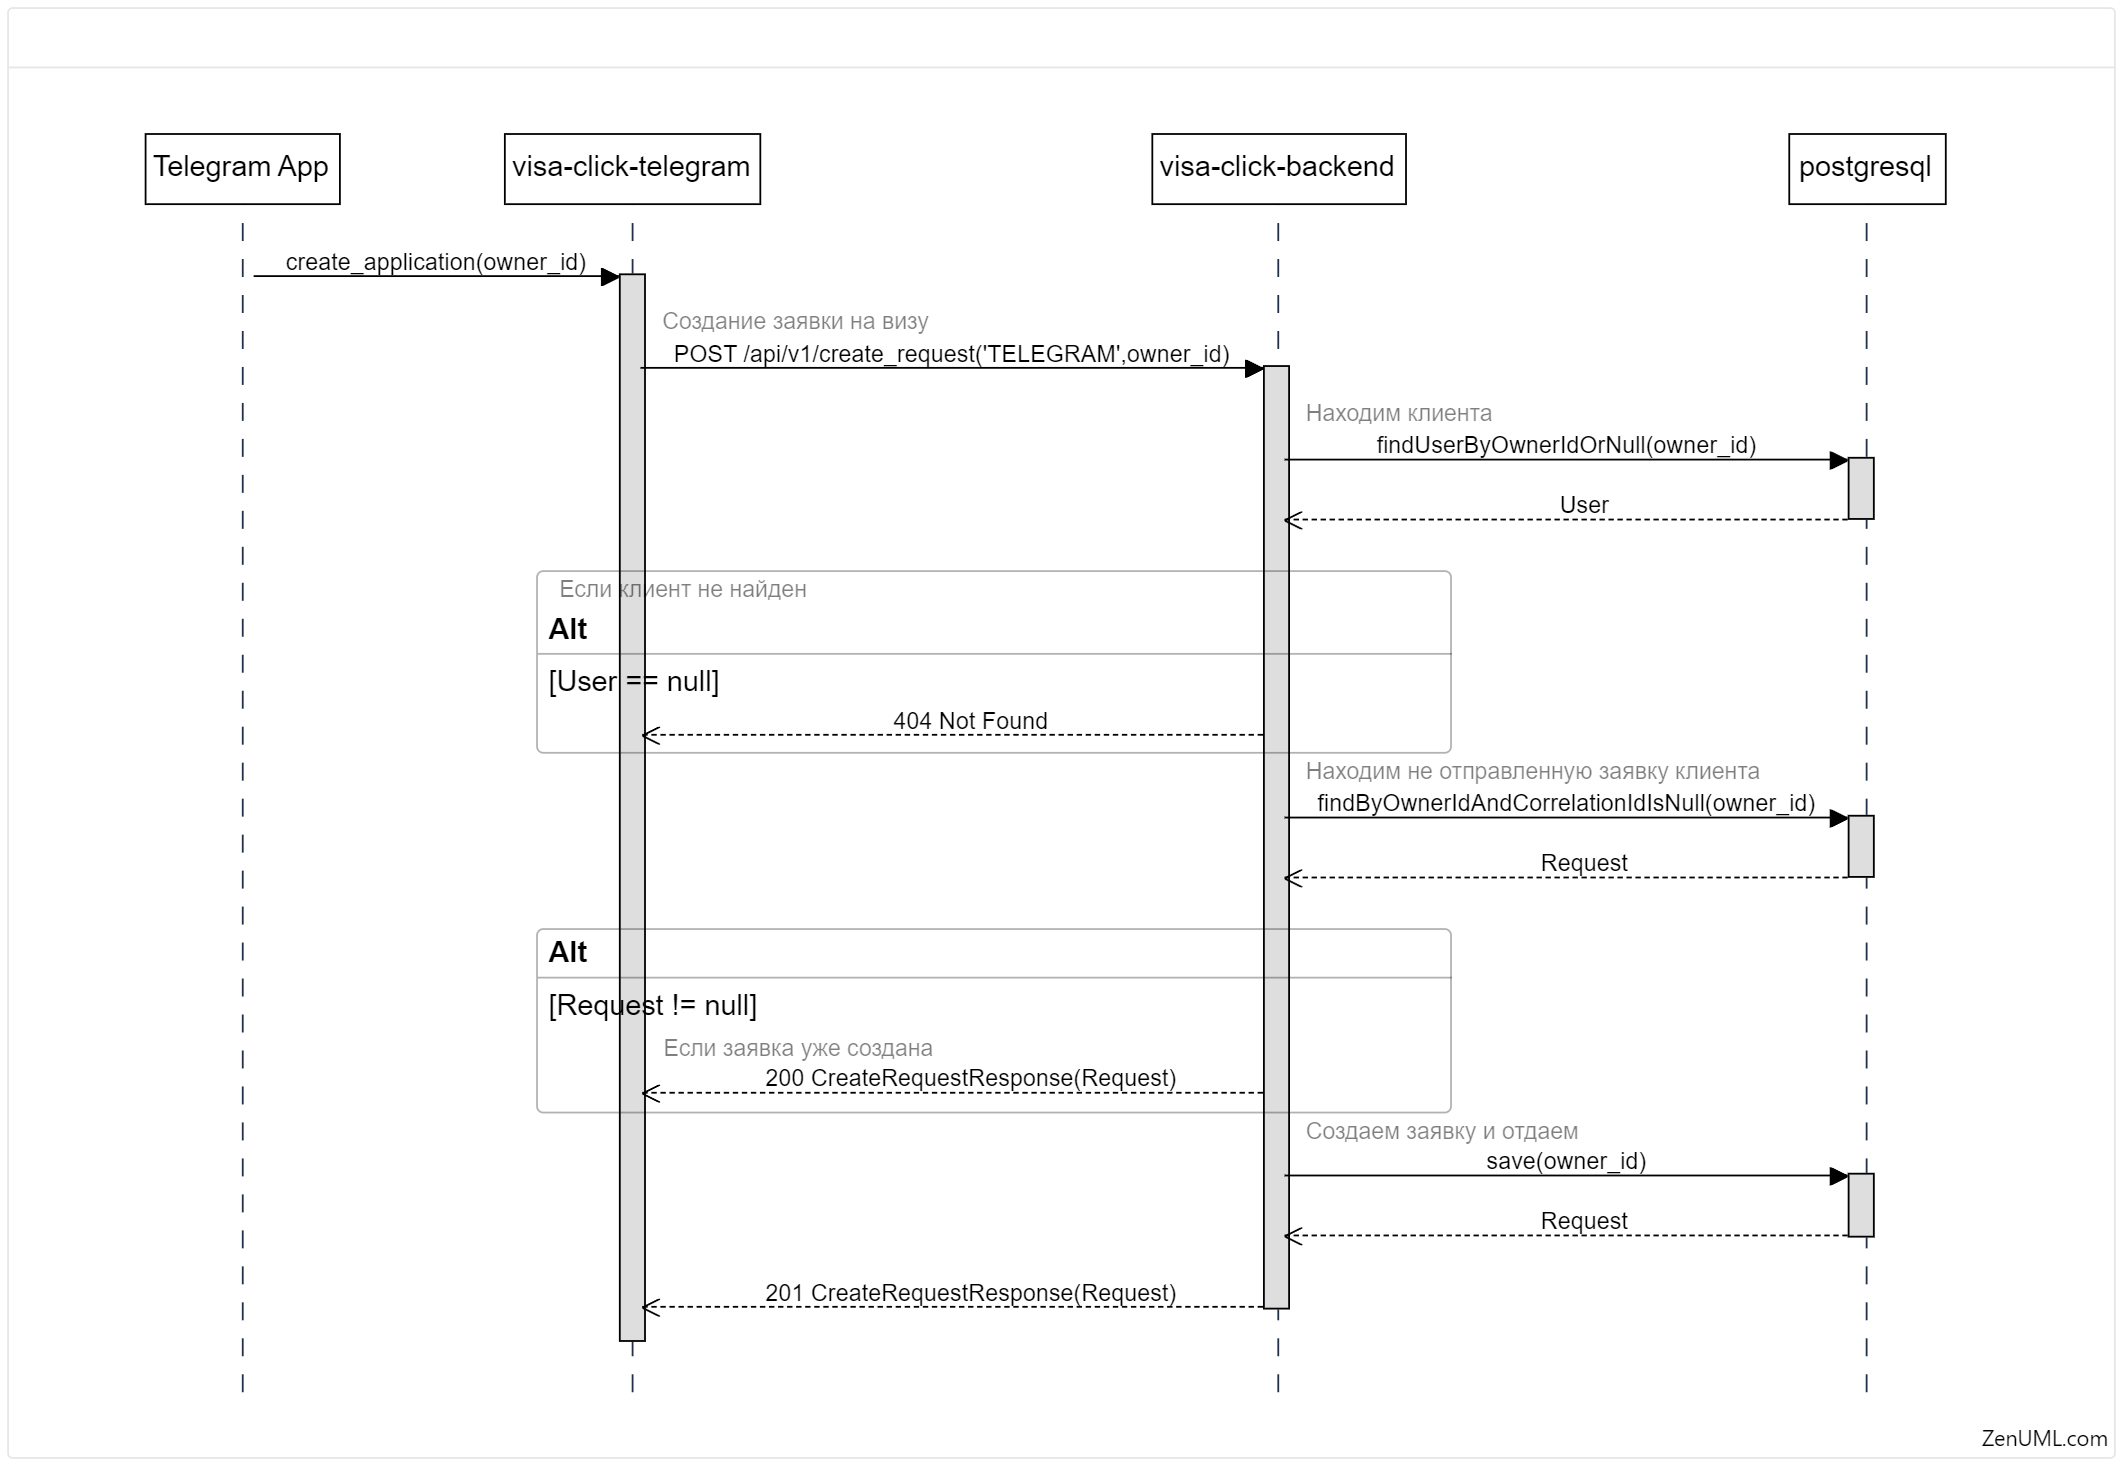 Telegram App
visa-click-telegram
visa-click-backend
postgresql
create_application(owner_id)
Создание заявки на визу
POST /api/v1/create_request('TELEGRAM',owner_id)
Находим клиента
findUserByOwnerIdOrNull(owner_id)
User
Если клиент не найден
Alt
[User == null]
404 Not Found
Находим не отправленную заявку клиента
findByOwnerIdAndCorrelationIdIsNull(owner_id)
Request
Alt
[Request != null]
Если заявка уже создана
200 CreateRequestResponse(Request)
Создаем заявку и отдаем
save(owner_id)
Request
201 CreateRequestResponse(Request)
ZenUML.com